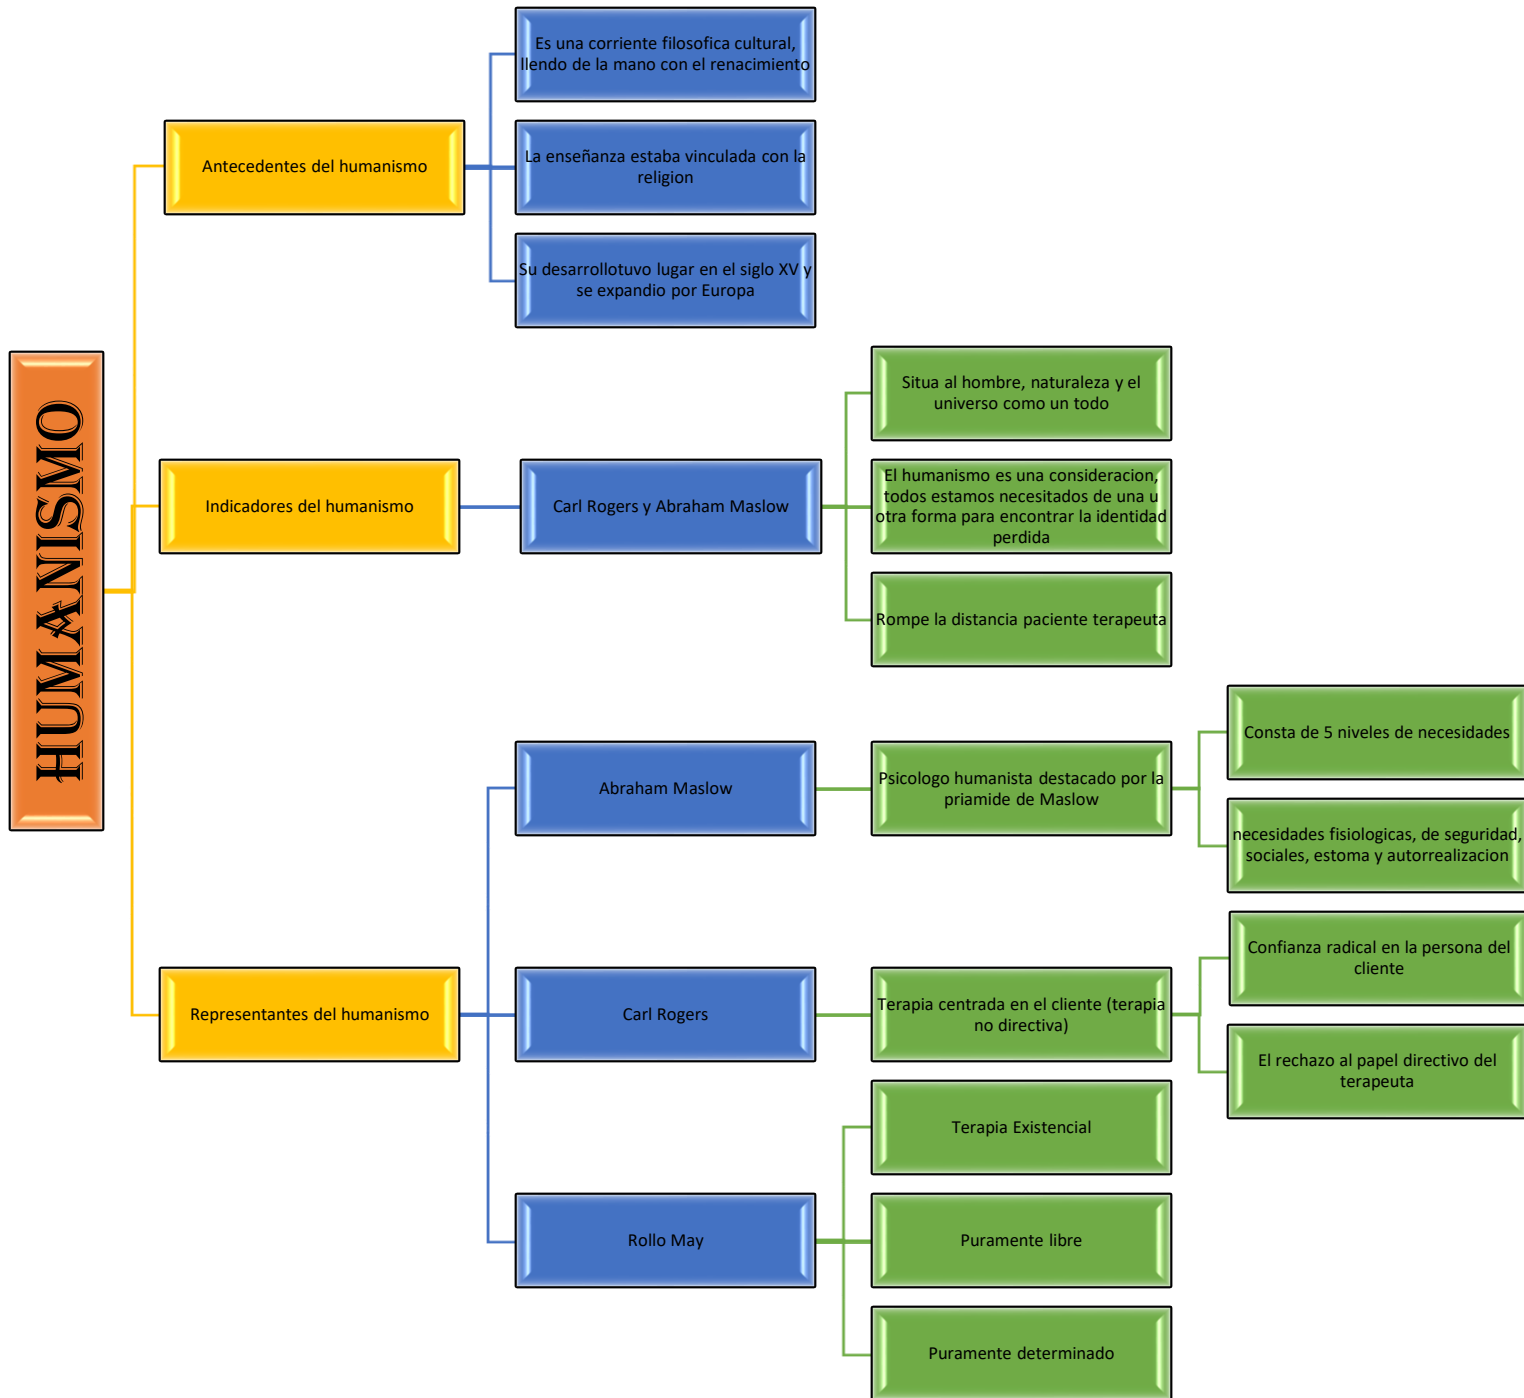 HUMANISMO
Antecedentes del humanismo
Es una corriente filosofica cultural,
llendo de la mano con el renacimiento
La enseñanza estaba vinculada con la
religion
Su desarrollotuvo lugar en el siglo XV y
se expandio por Europa
Indicadores del humanismo
Carl Rogers y Abraham Maslow
Situa al hombre, naturaleza y el
universo como un todo
El humanismo es una consideracion,
todos estamos necesitados de una u
otra forma para encontrar la identidad
perdida
Rompe la distancia paciente terapeuta
Representantes del humanismo
Abraham Maslow
Psicologo humanista destacado por la
priamide de Maslow
Consta de 5 niveles de necesidades
necesidades fisiologicas, de seguridad,
sociales, estoma y autorrealizacion
Carl Rogers
Terapia centrada en el cliente (terapia
no directiva)
Confianza radical en la persona del
cliente
El rechazo al papel directivo del
terapeuta
Rollo May
Terapia Existencial
Puramente libre
Puramente determinado